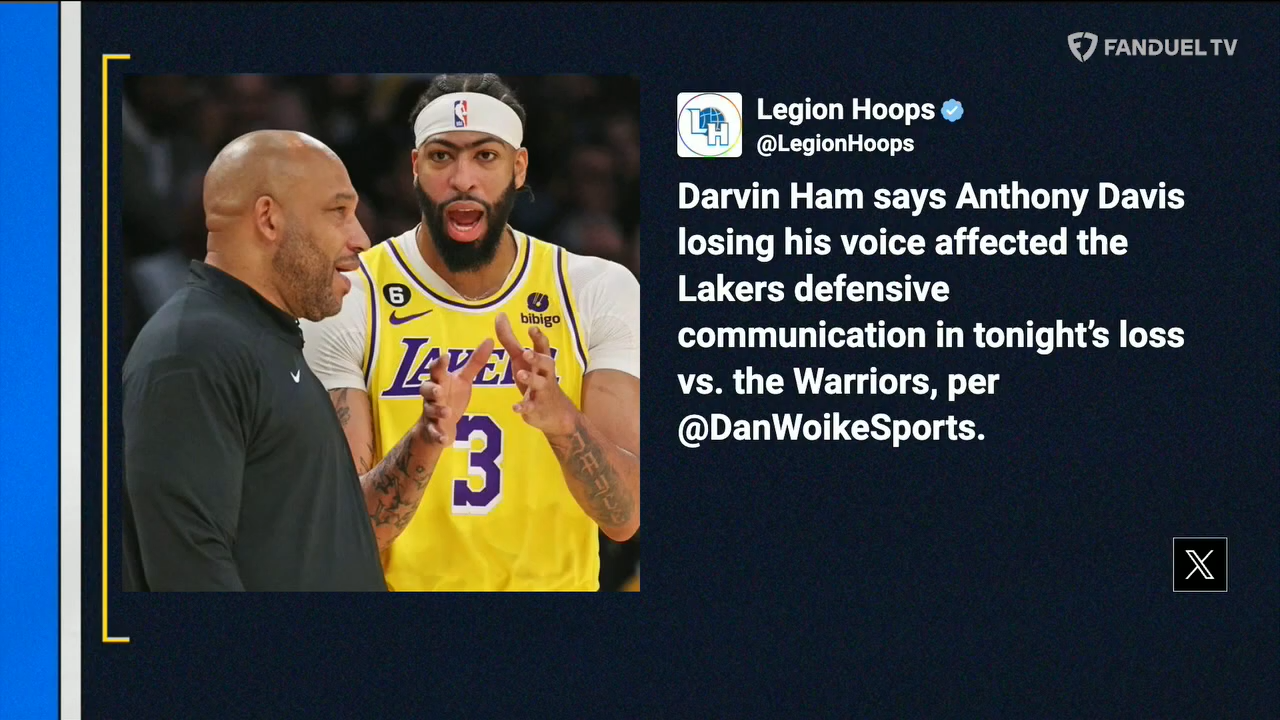 FANDUEL TV
LH
Legion Hoops
@LegionHoops
Darvin Ham says Anthony Davis
losing his voice affected the
Lakers defensive
communication in tonight's loss
vs. the Warriors, per
@DanWoikeSports.
6
bibigo
LAKERS
3
X